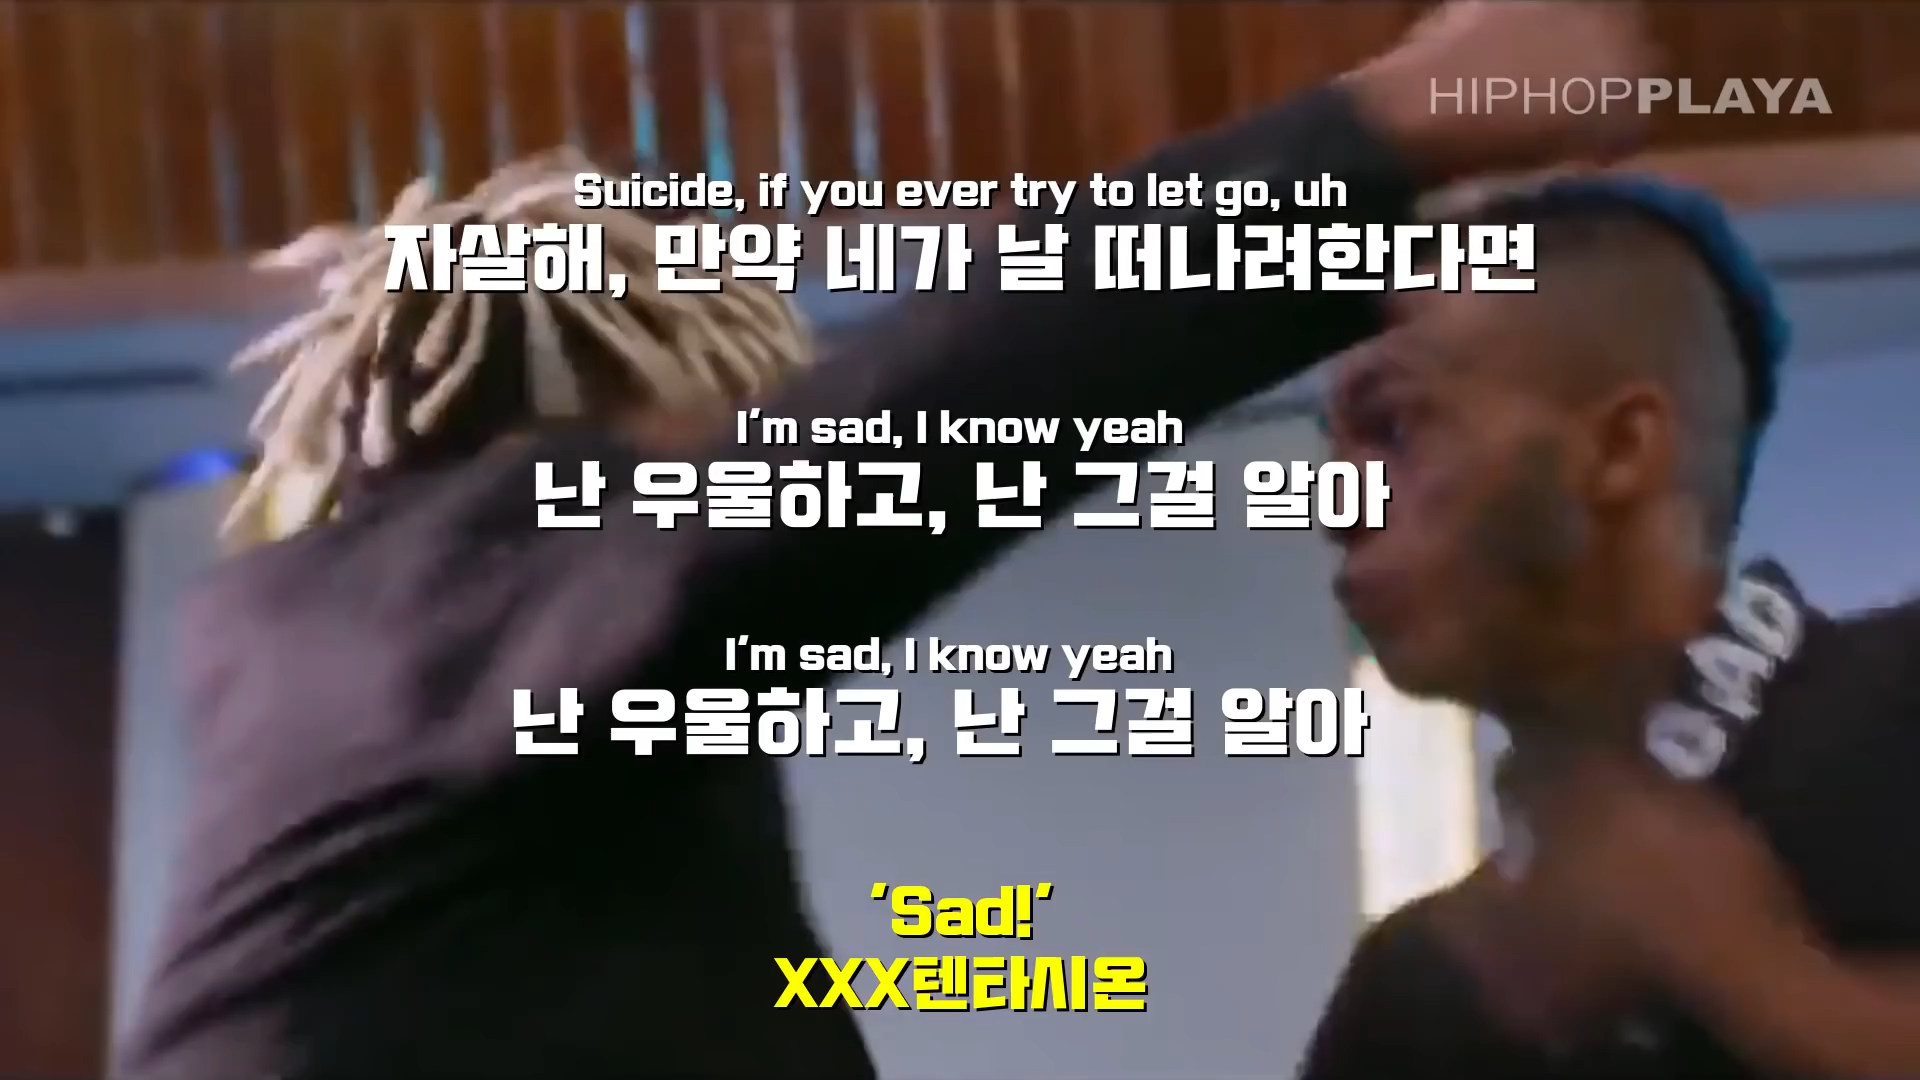 HIPHOPPLAYA
Suicide, if you ever try to let go, uh
자살해, 만약 네가 날 떠나려한다면
I'm sad, I know yeah
난 우울하고, 난 그걸 알아
I'm sad, I know yeah
난 우울하고, 난 그걸 알아
'Sad!'
XXX텐타시온